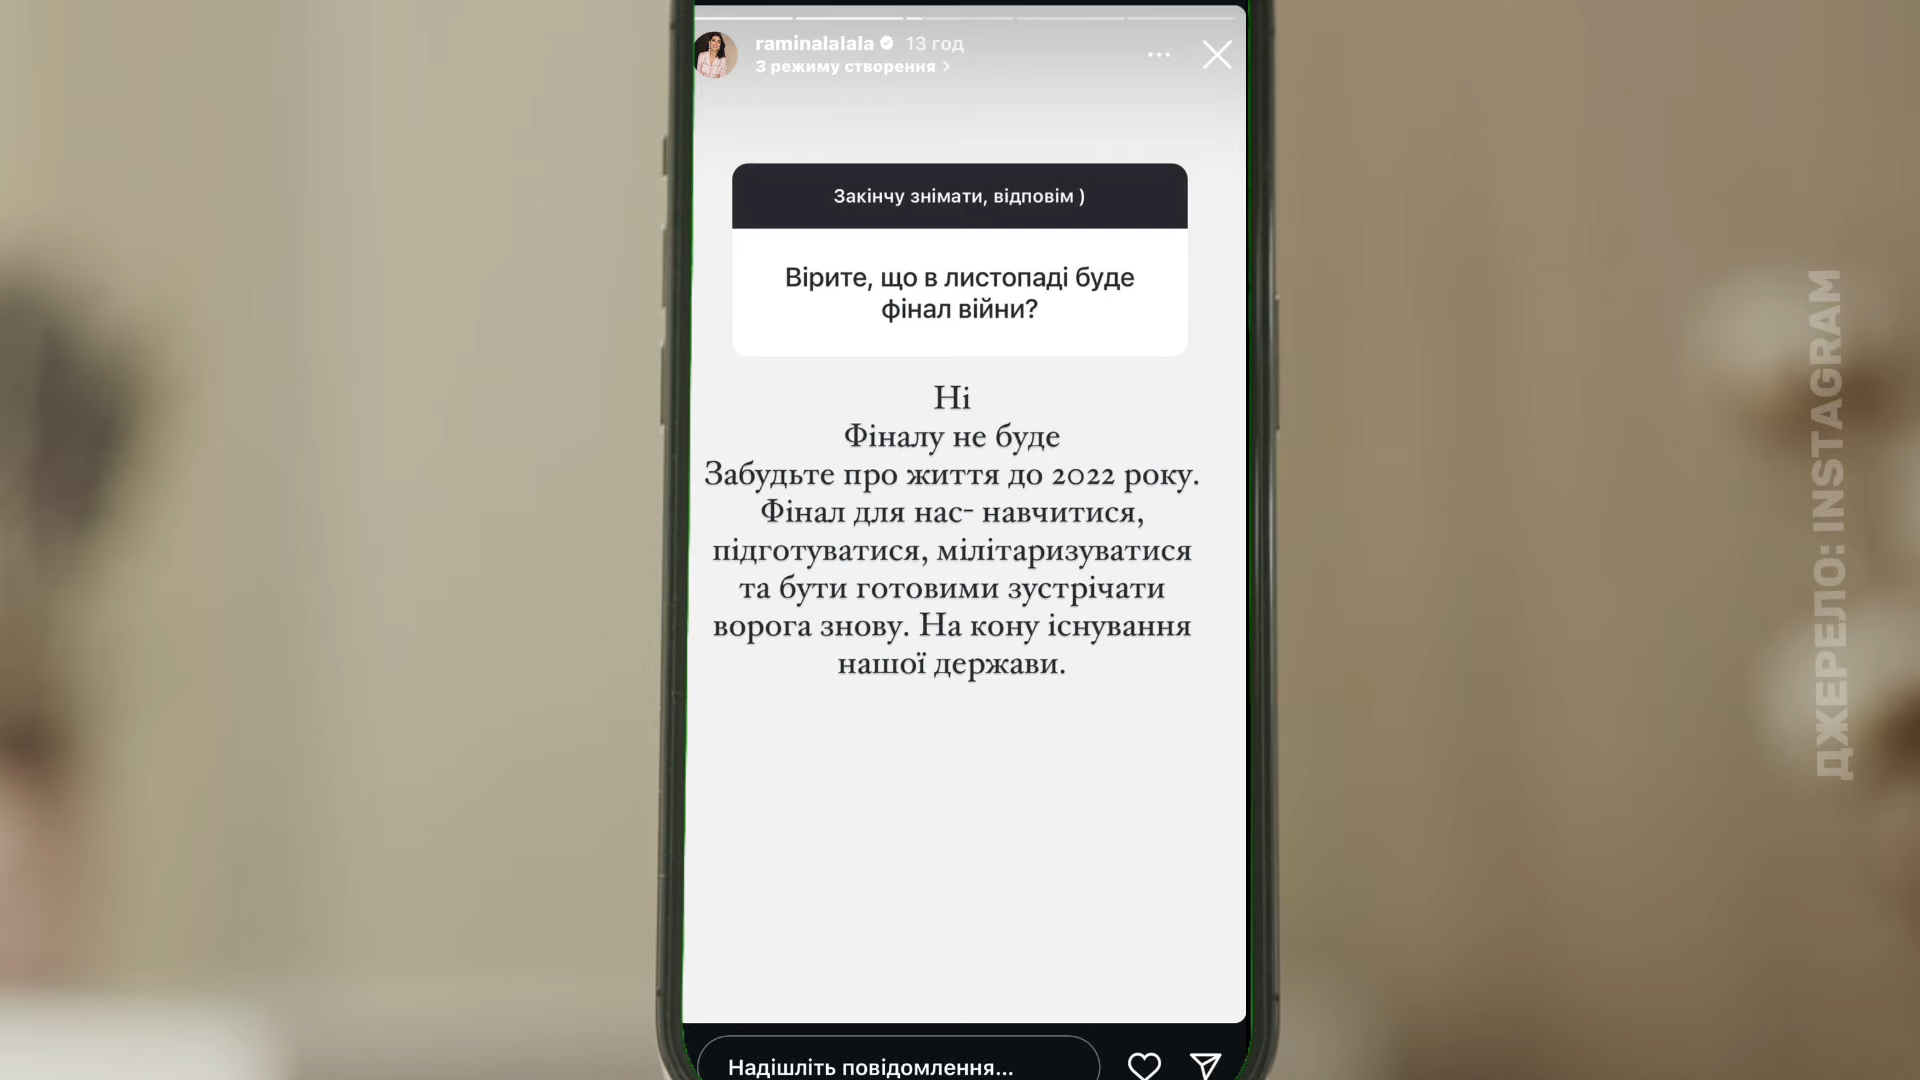 raminalalala 13 год
З режиму створення >
Закінчу знімати, відповім )
Вірите, що в листопаді буде
фінал війни?
Ні
Фіналу не буде
Забудьте про життя до 2022 року.
Фінал для нас- навчитися,
підготуватися, мілітаризуватися
та бути готовими зустрічати
ворога знову. На кону існування
нашої держави.
Надішліть повідомлення...
ДЖЕРЕЛО: INSTAGRAM